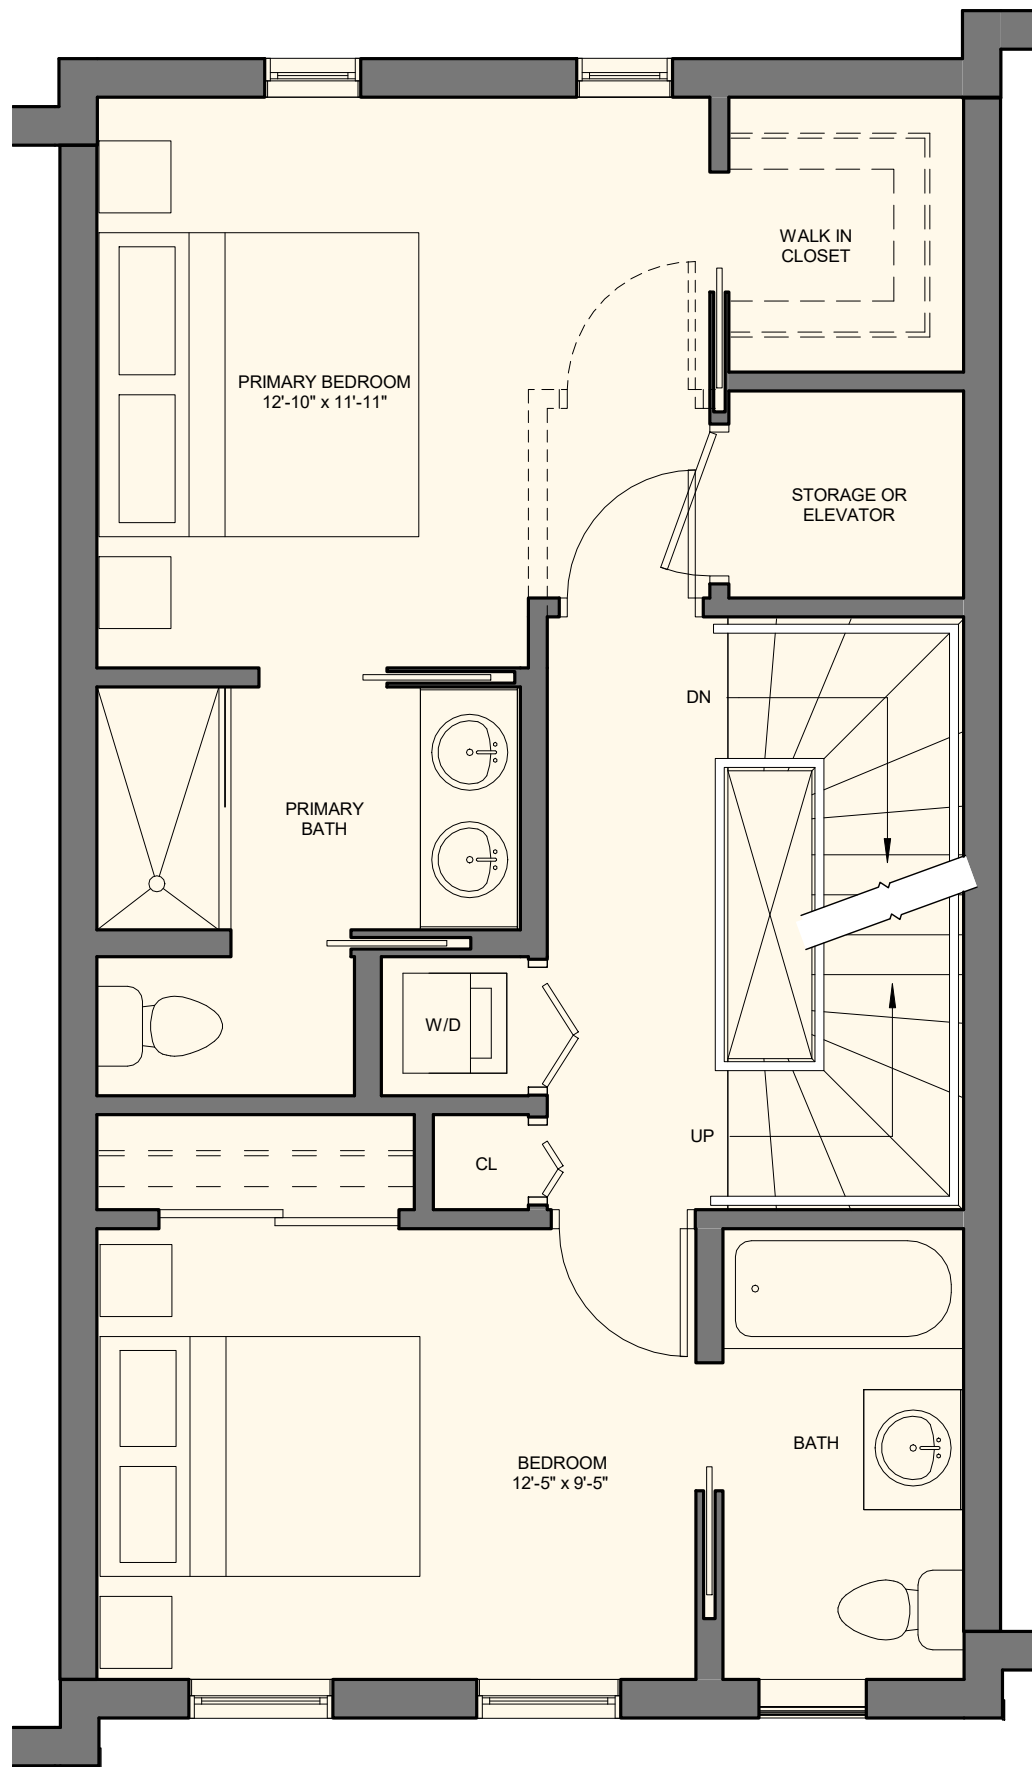 WALK IN
CLOSET
PRIMARY BEDROOM
12'-10" x 11'-11"
STORAGE OR
ELEVATOR
DN
PRIMARY
BATH
W/D
UP
CL
BATH
BEDROOM
12'-5" x 9'-5"